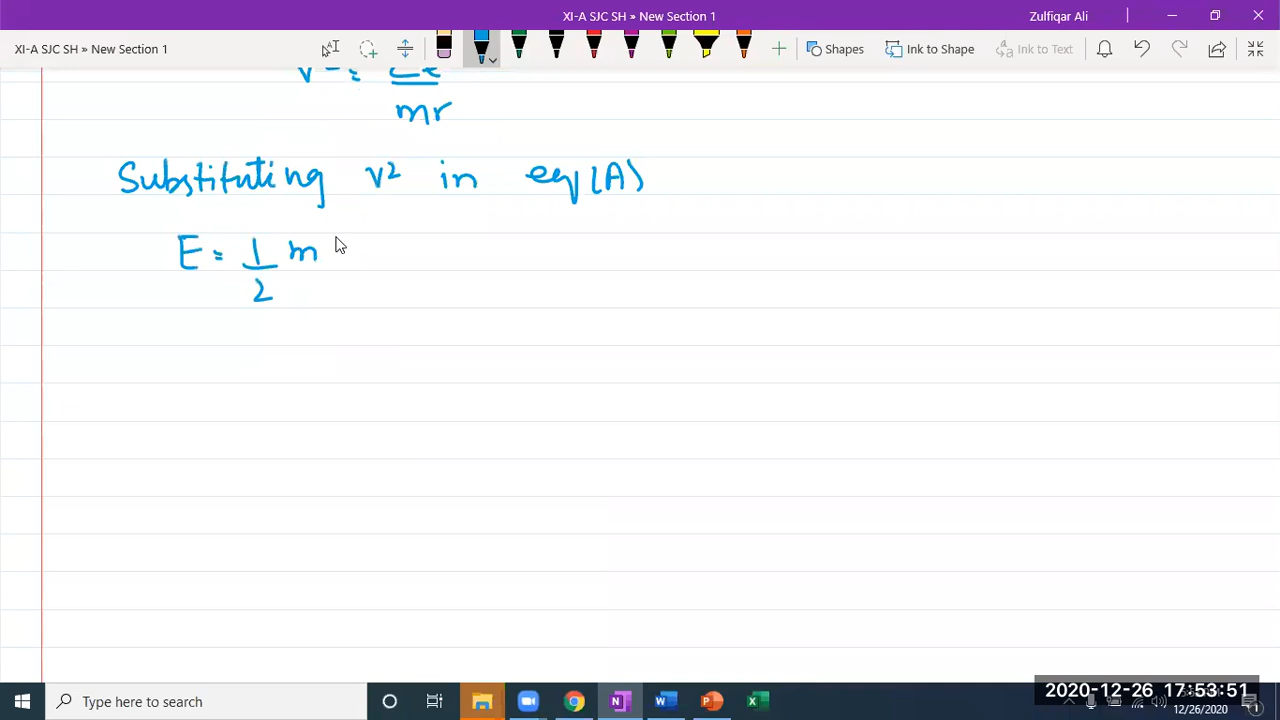 XI-A SJC SH » New Section 1
Zulfiqar Ali
XI-A SJC SH » New Section 1
Shapes
Ink to Shape
Ink to Text
mr
Substituting v² in eq(A)
E = 1/2 m
Type here to search
2020-12-26 17:53:51
12/26/2020